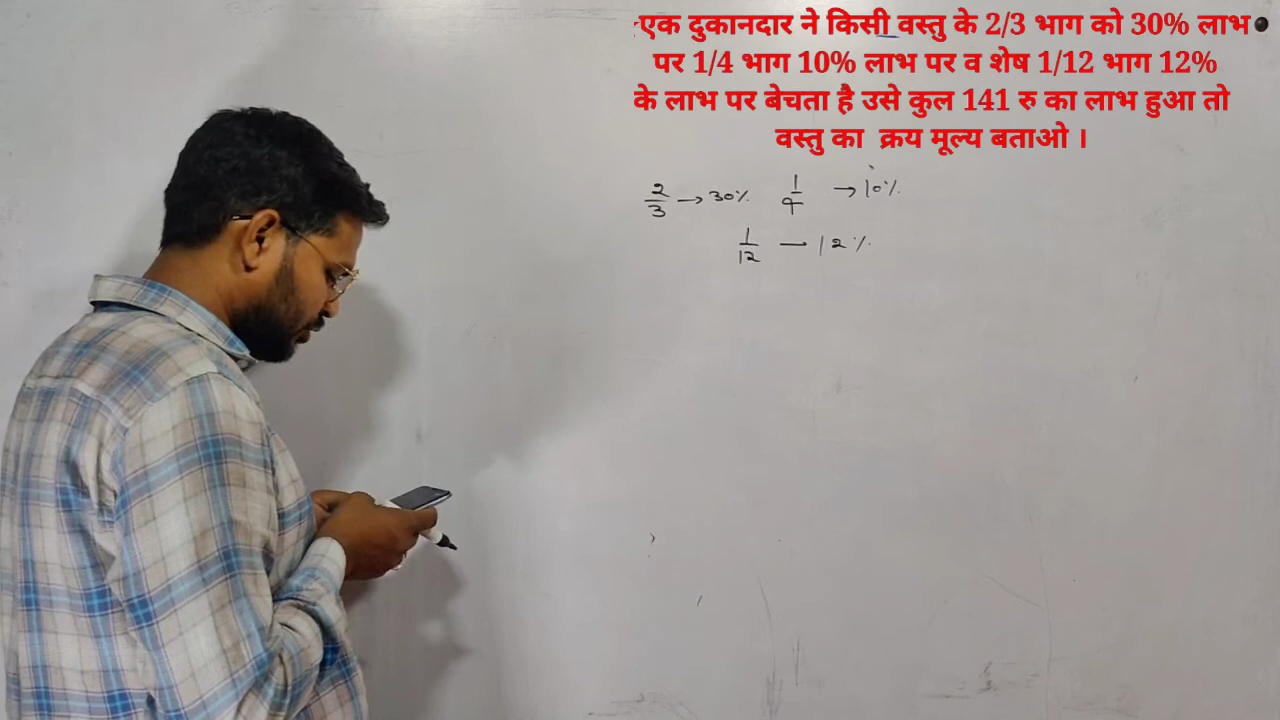 एक दुकानदार ने किसी वस्तु के 2/3 भाग को 30% लाभ
पर 1/4 भाग 10% लाभ पर व शेष 1/12 भाग 12%
के लाभ पर बेचता है उसे कुल 141 रु का लाभ हुआ तो
वस्तु का क्रय मूल्य बताओ ।
2/3 → 30% 1/4 → 10%
1/12 — 12%